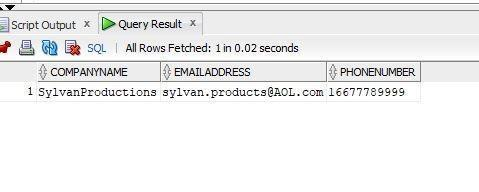 Script Output x Query Result x
SQL | All Rows Fetched: 1 in 0.02 seconds
COMPANYNAME EMAILADDRESS PHONENUMBER
1 SylvanProductions sylvan.products@AOL.com 16677789999